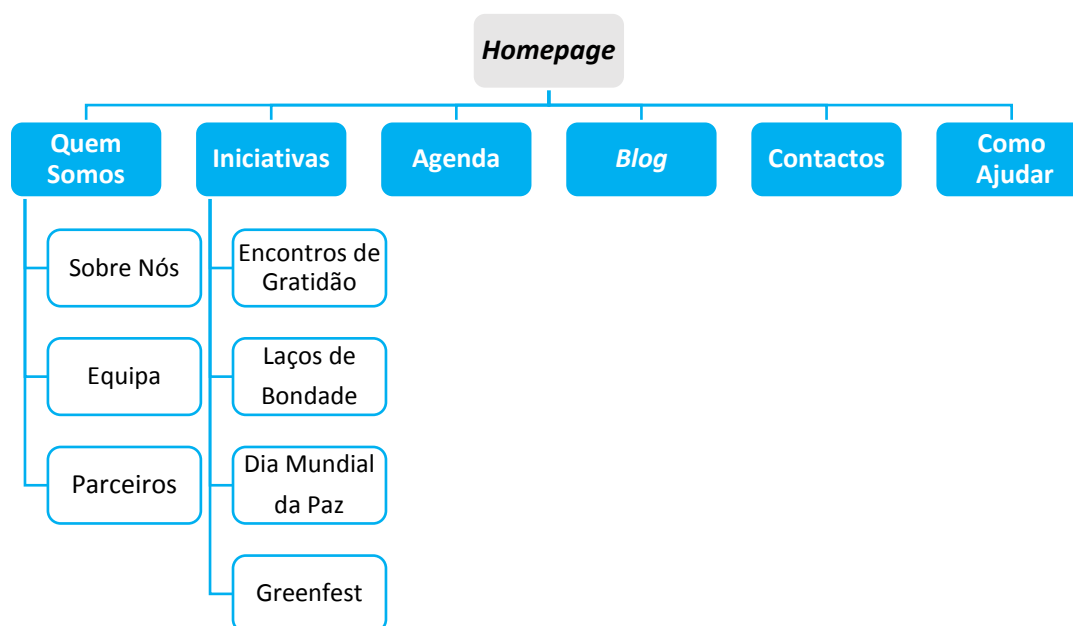 Homepage
Quem
Somos
Iniciativas
Agenda
Blog
Contactos
Como
Ajudar
Sobre Nós
Equipa
Parceiros
Encontros de
Gratidão
Laços de
Bondade
Dia Mundial
da Paz
Greenfest